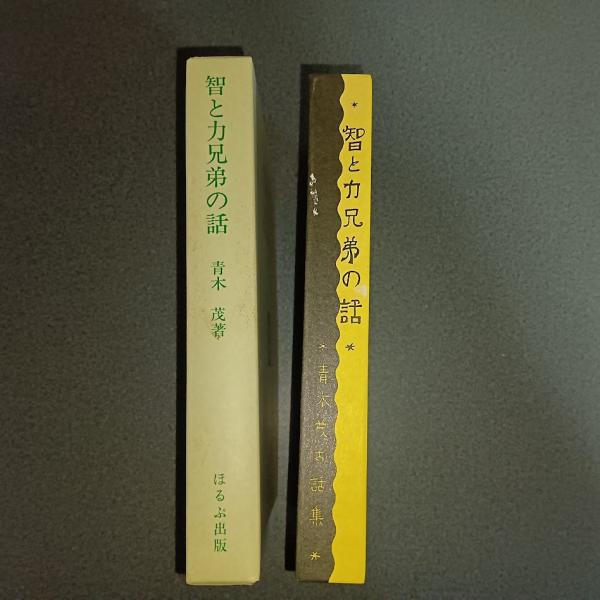 智と力兄弟の話
青木 茂著
ほるぷ出版
* 智と力兄弟の話 *
* 青木茂お話集 *